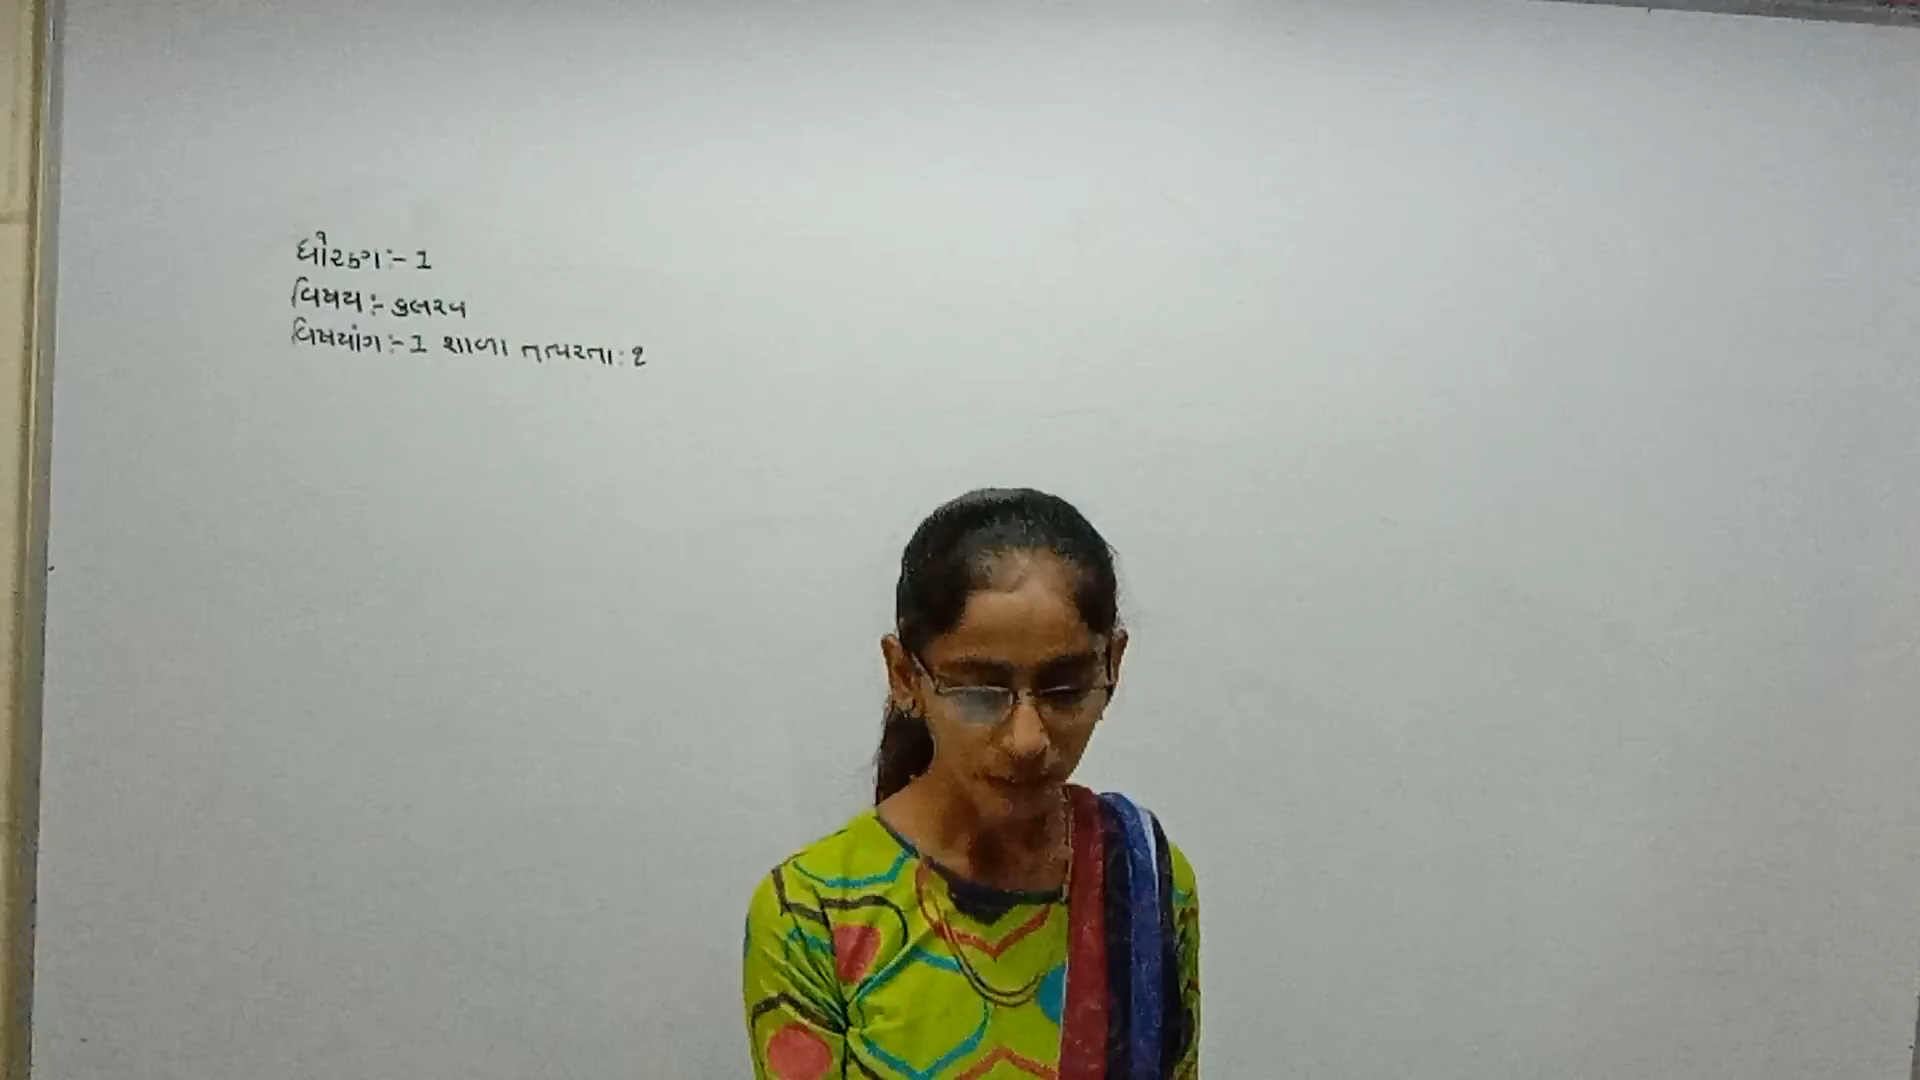 ધોરણ:- 1
વિષય:- કલરવ
વિષયાંગ:- 1 શાળા તત્પરતા: ૨